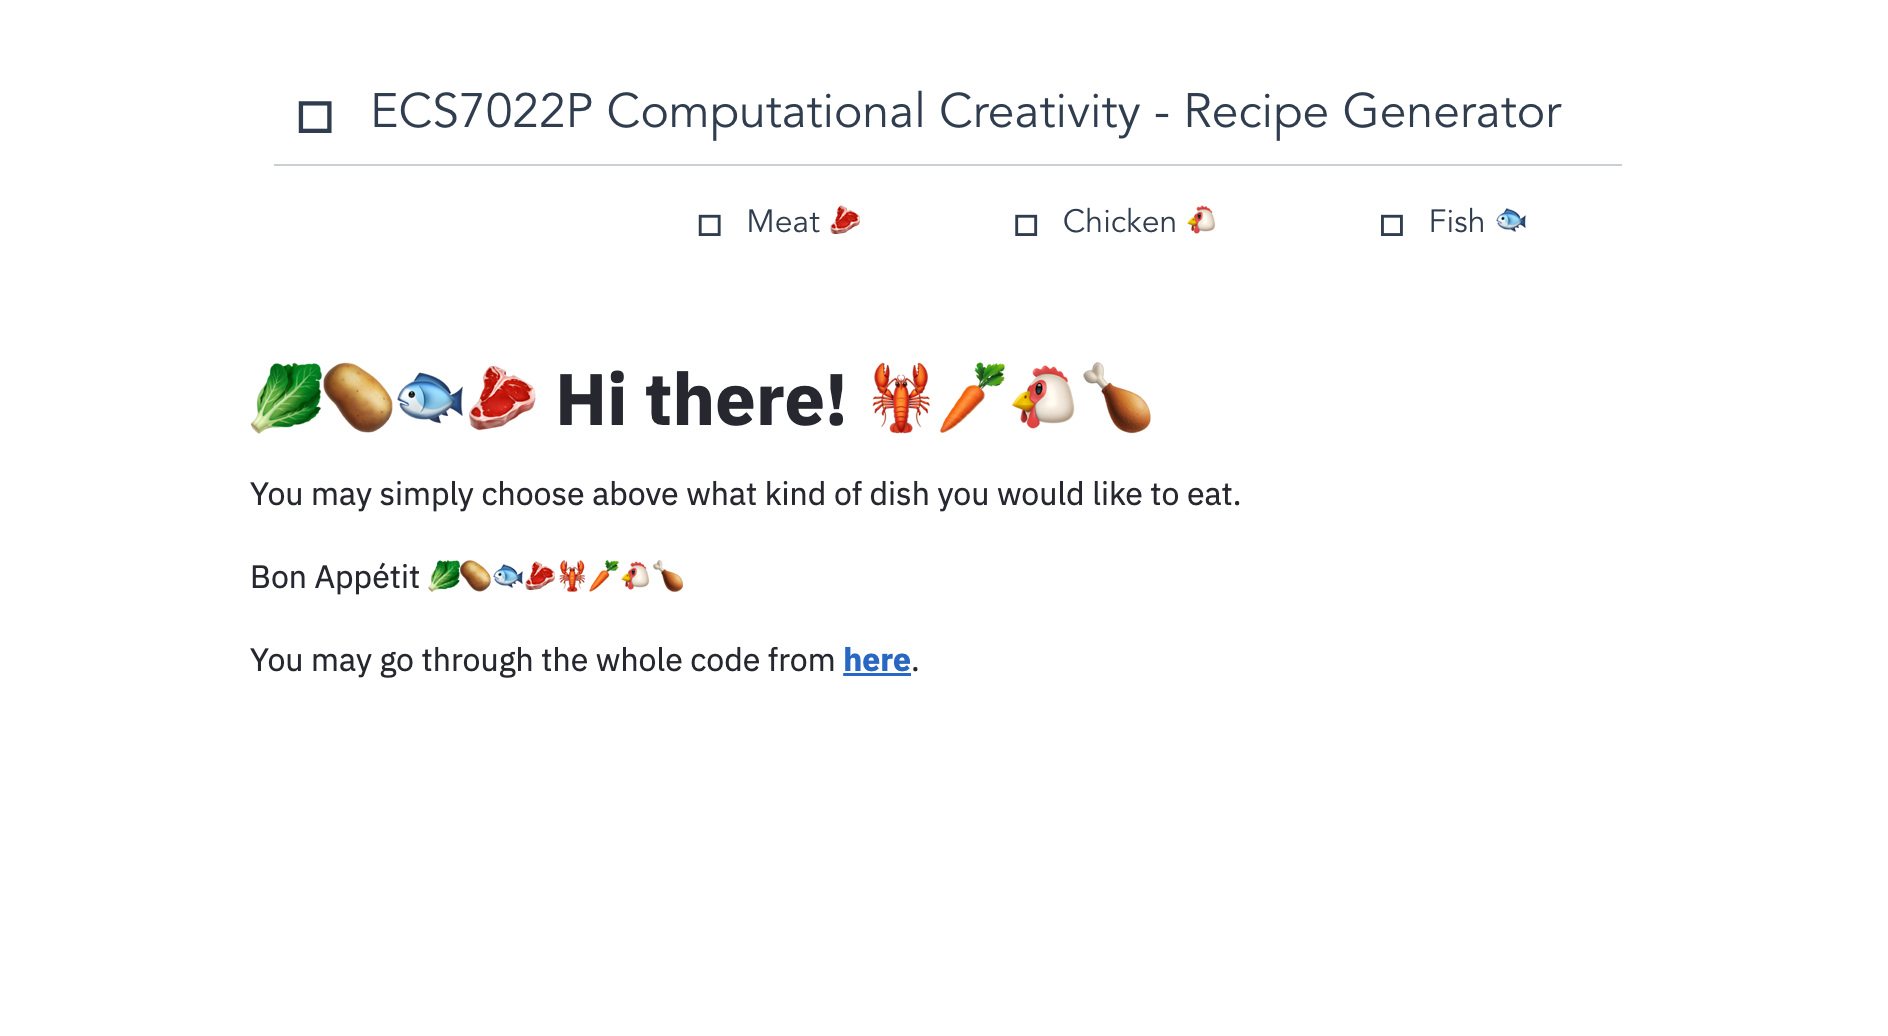 ECS7022P Computational Creativity - Recipe Generator
Meat 🥩 Chicken 🐔 Fish 🐟
🥬🥔🐟🥩 Hi there! 🦞🥕🐔🍗
You may simply choose above what kind of dish you would like to eat.
Bon Appétit 🥬🥔🐟🥩🦞🥕🐔🍗
You may go through the whole code from here.